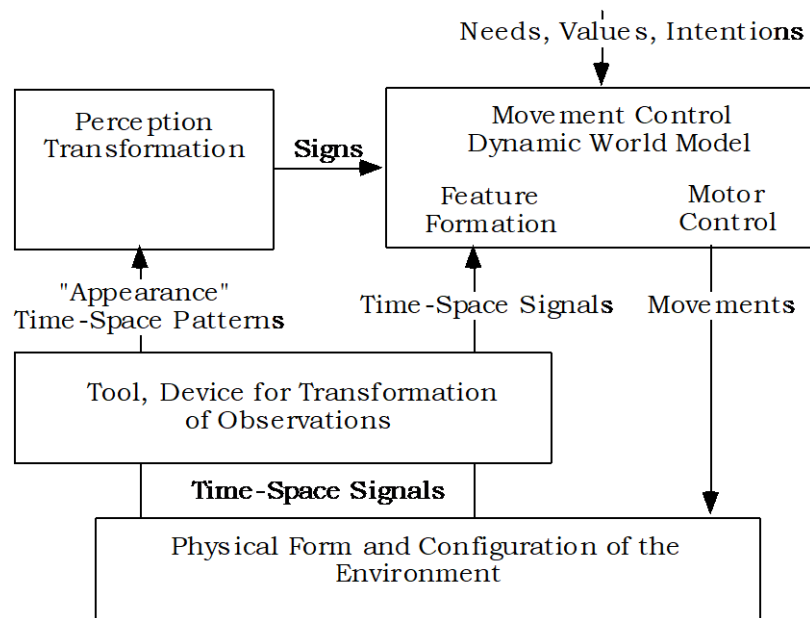 Needs, Values, Intentions
Perception
Transformation
Signs
Movement Control
Dynamic World Model
Feature
Formation
Motor
Control
"Appearance"
Time-Space Patterns
Time-Space Signals
Movements
Tool, Device for Transformation
of Observations
Time-Space Signals
Physical Form and Configuration of the
Environment